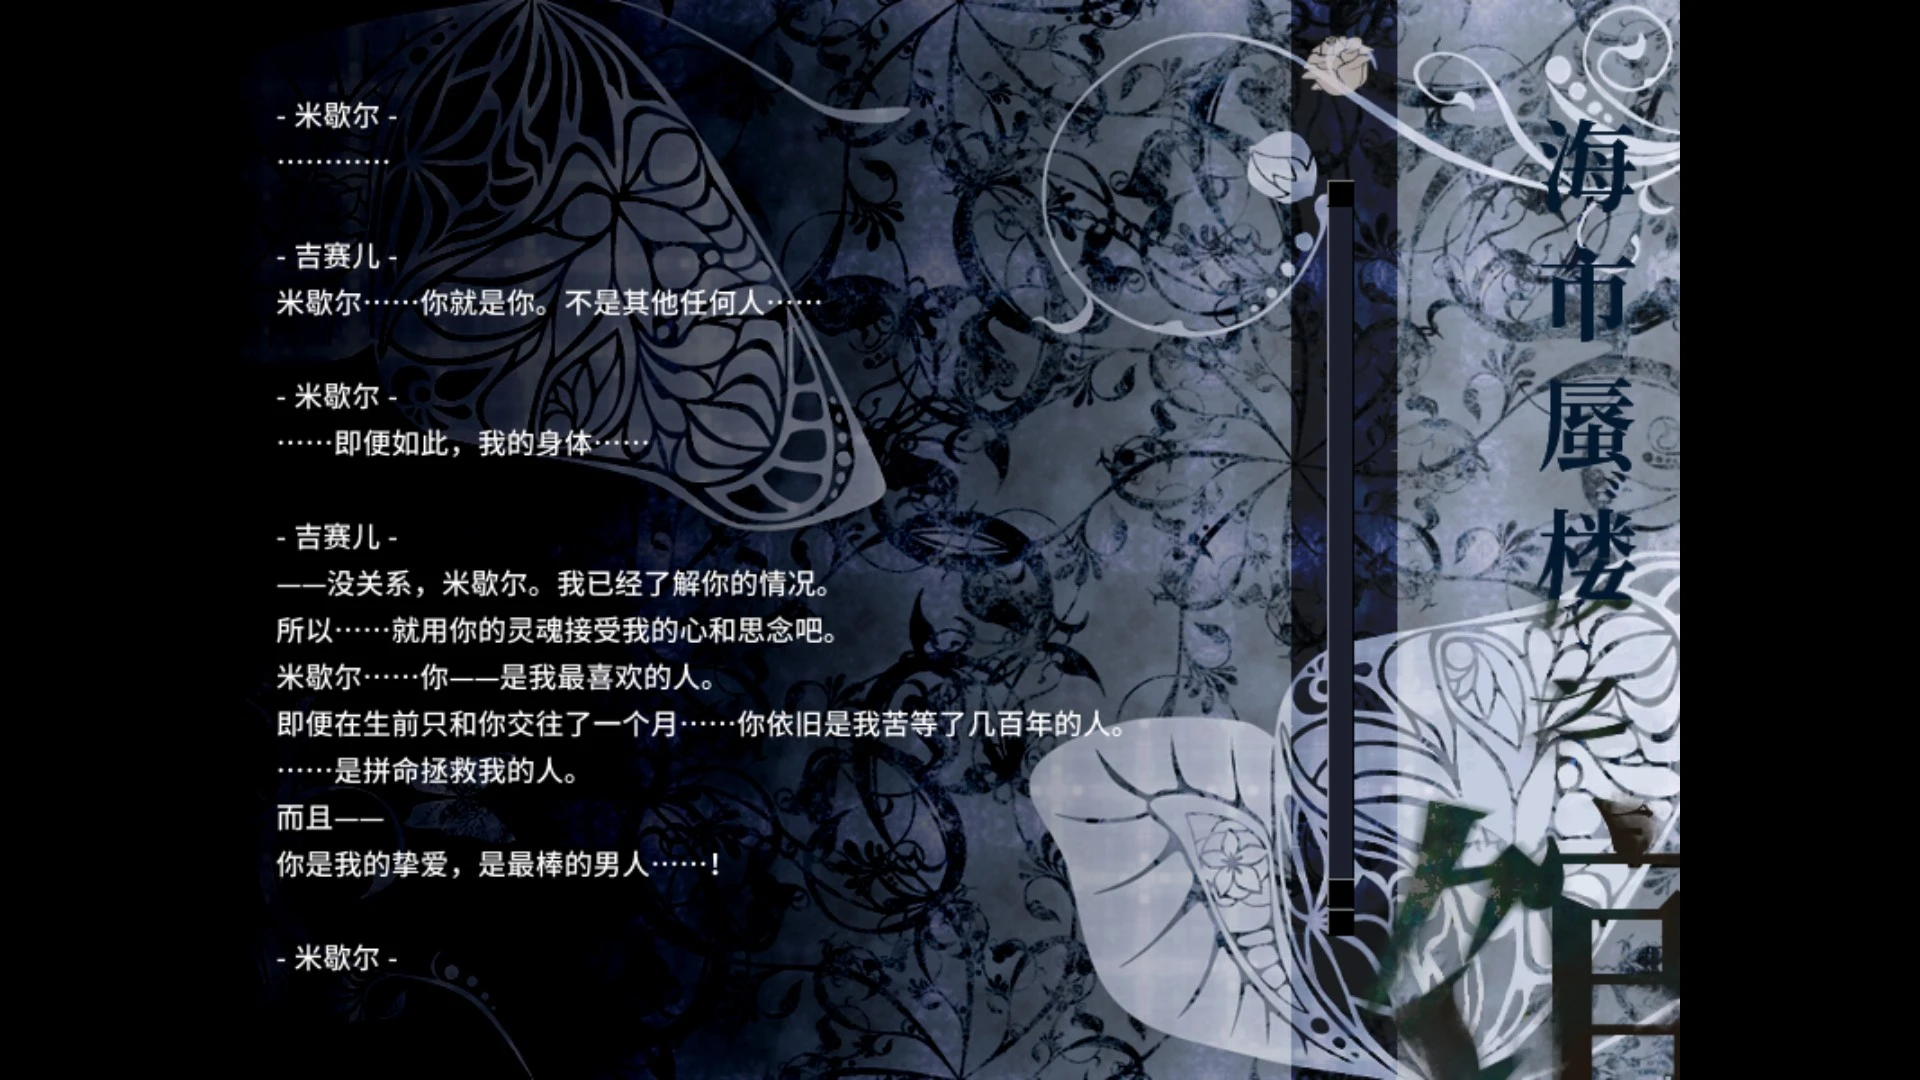 - 米歇尔 -
…………
- 吉赛儿 -
米歇尔……你就是你。不是其他任何人……
- 米歇尔 -
……即便如此，我的身体……
- 吉赛儿 -
——没关系，米歇尔。我已经了解你的情况。
所以……就用你的灵魂接受我的心和思念吧。
米歇尔……你——是我最喜欢的人。
即便在生前只和你交往了一个月……你依旧是我苦等了几百年的人。
……是拼命拯救我的人。
而且——
你是我的挚爱，是最棒的男人……！
- 米歇尔 -
海市蜃楼之馆